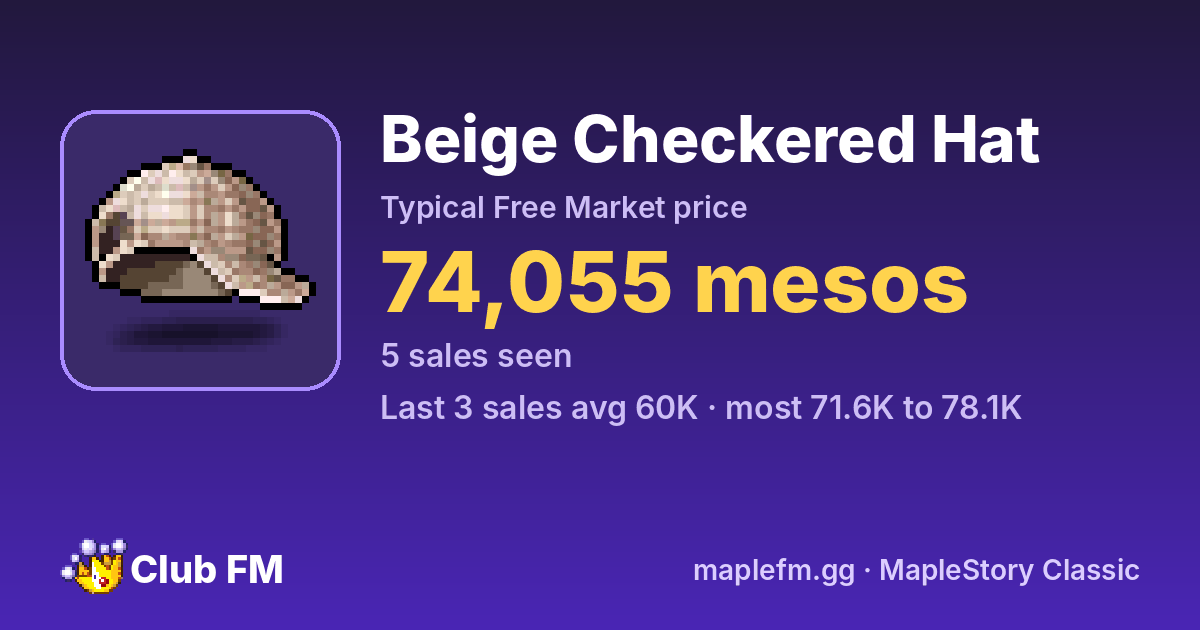 Beige Checkered Hat
Typical Free Market price
74,055 mesos
5 sales seen
Last 3 sales avg 60K · most 71.6K to 78.1K
Club FM
maplefm.gg · MapleStory Classic